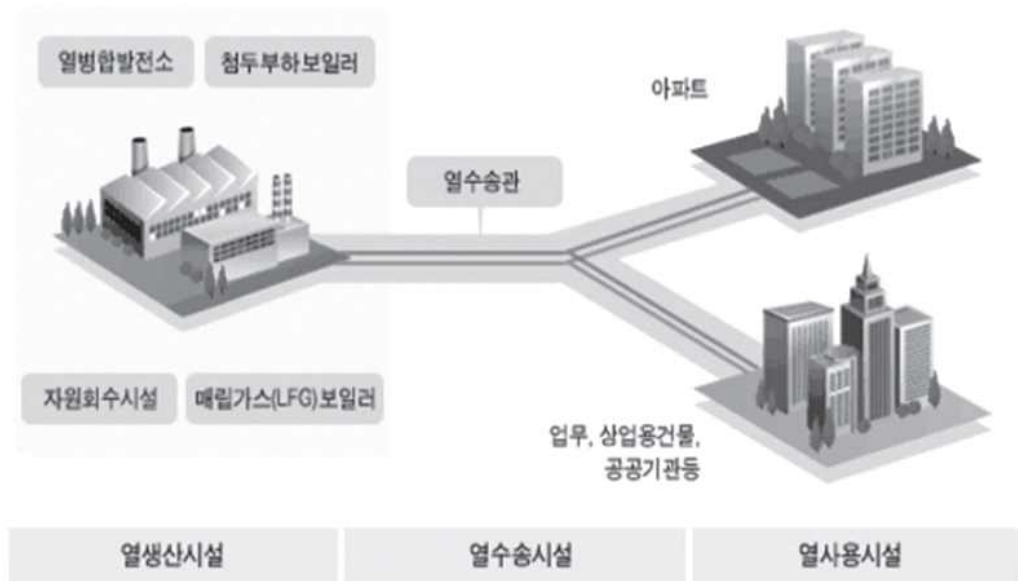 열병합발전소
첨두부하보일러
아파트
열수송관
자원회수시설
매립가스(LFG)보일러
업무, 상업용건물,
공공기관등
열생산시설
열수송시설
열사용시설